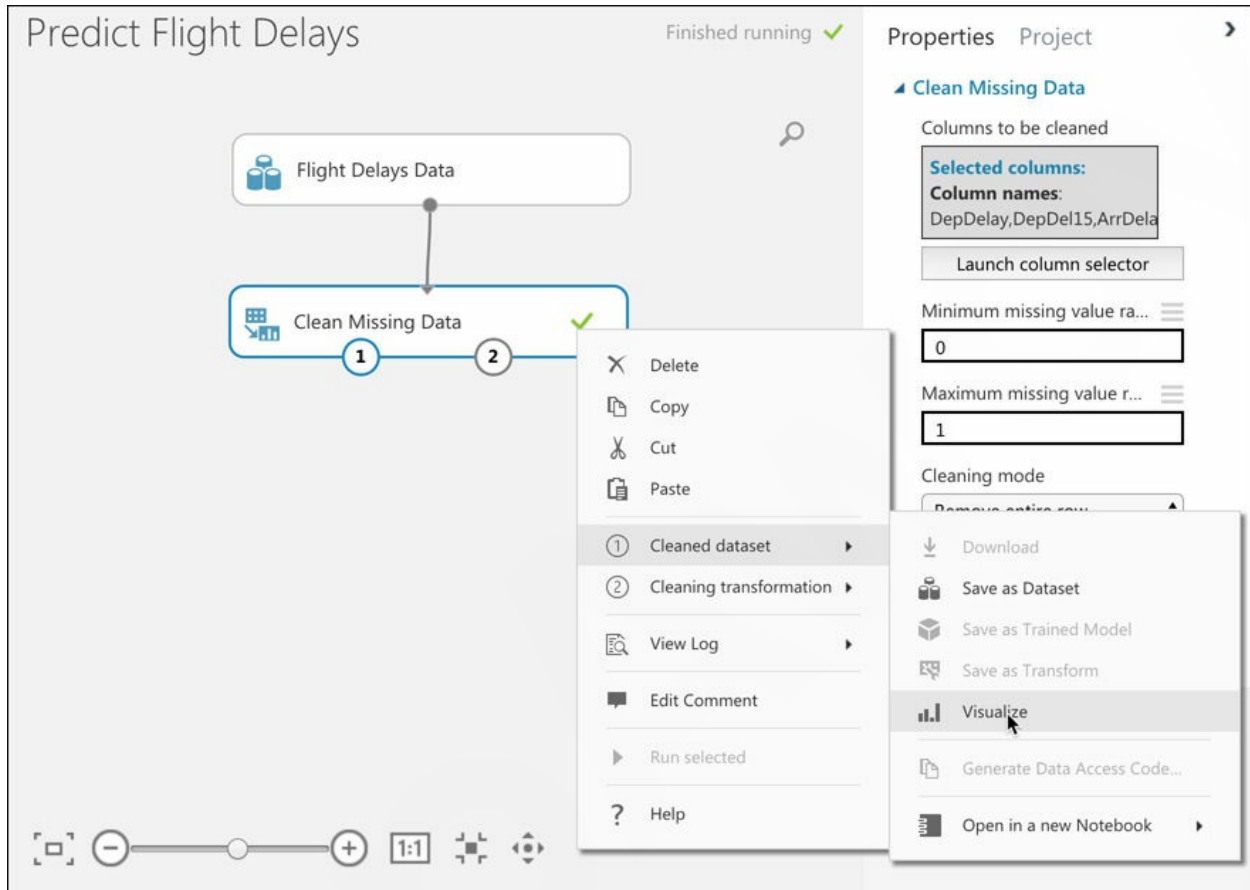 Predict Flight Delays
Finished running
Properties Project
Clean Missing Data
Columns to be cleaned
Selected columns:
Column names:
DepDelay,DepDel15,ArrDela
Launch column selector
Minimum missing value ra...
0
Maximum missing value r...
1
Cleaning mode
Remove entire row
Flight Delays Data
Clean Missing Data
1
2
Delete
Copy
Cut
Paste
1 Cleaned dataset
2 Cleaning transformation
View Log
Edit Comment
Run selected
? Help
Download
Save as Dataset
Save as Trained Model
Save as Transform
Visualize
Generate Data Access Code...
Open in a new Notebook
1:1